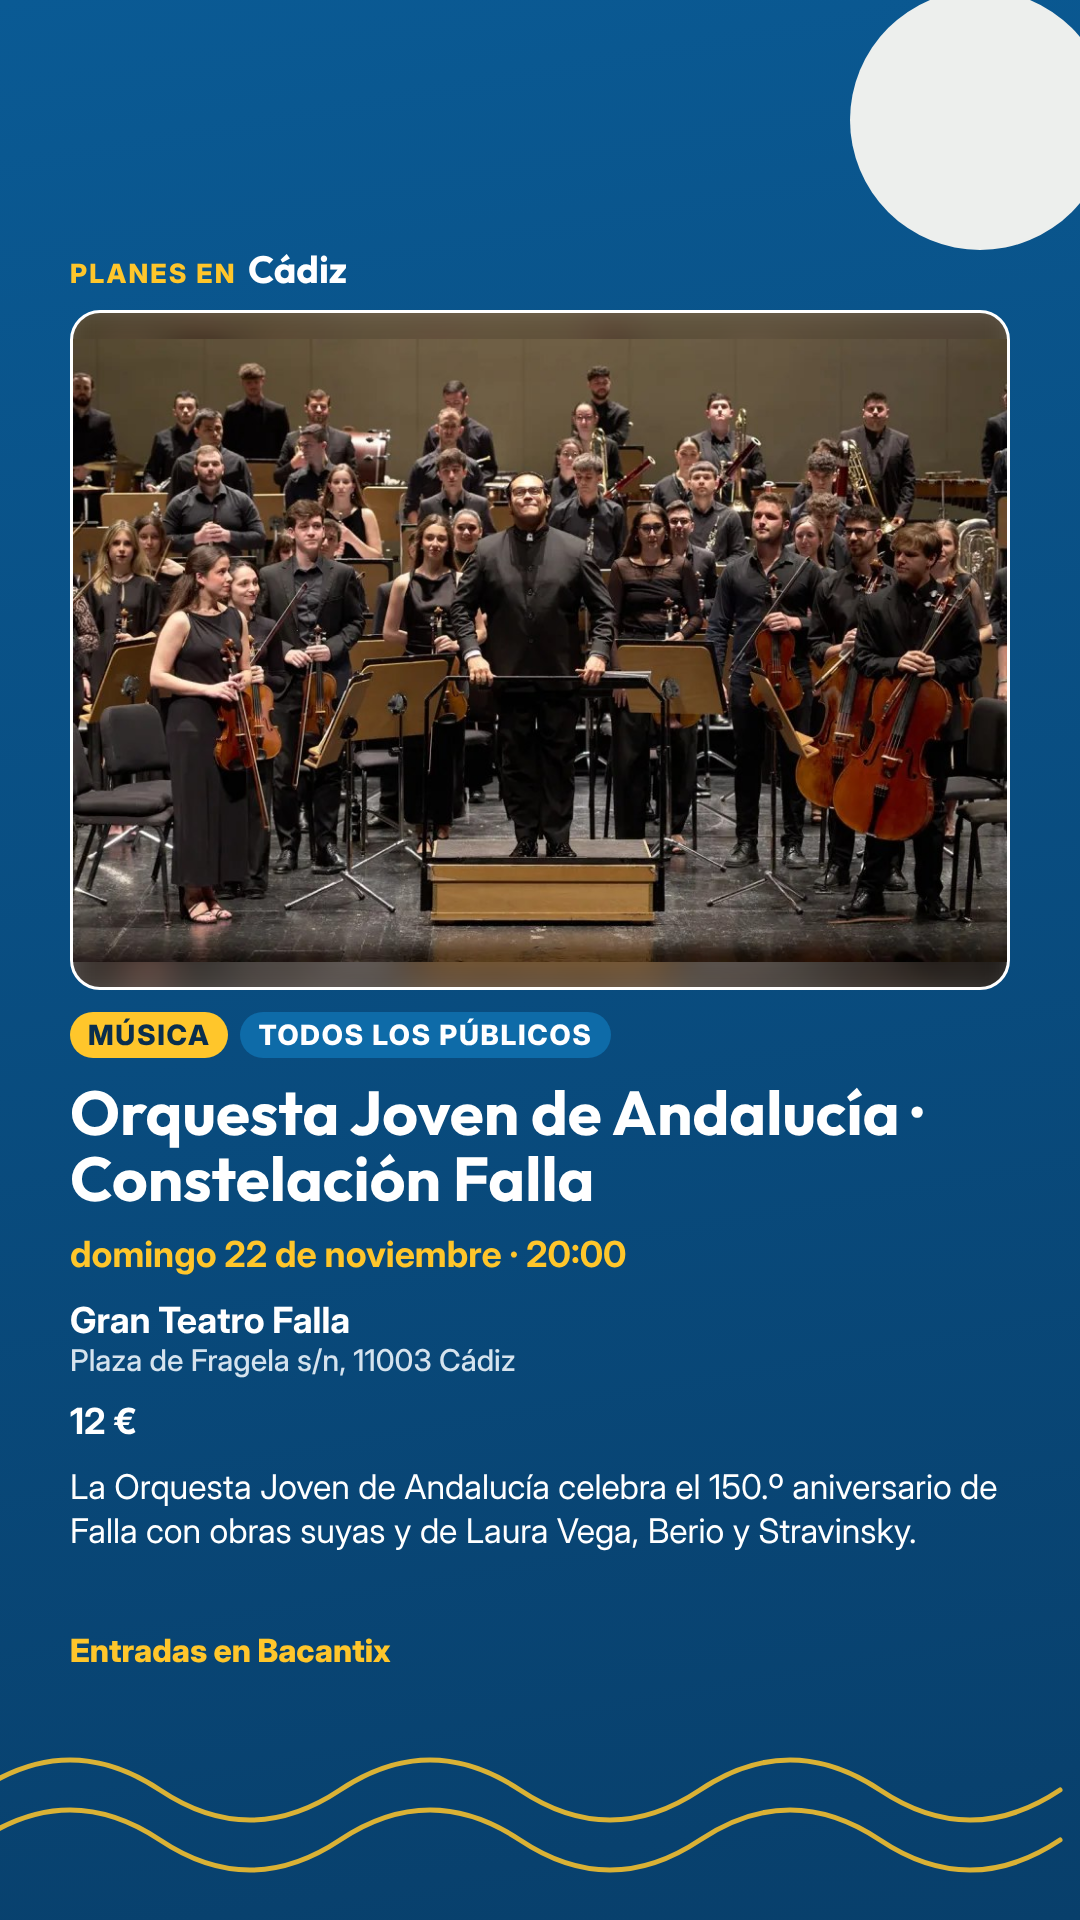 PLANES EN Cádiz
MÚSICA TODOS LOS PÚBLICOS
Orquesta Joven de Andalucía ·
Constelación Falla
domingo 22 de noviembre · 20:00
Gran Teatro Falla
Plaza de Fragela s/n, 11003 Cádiz
12 €
La Orquesta Joven de Andalucía celebra el 150.º aniversario de
Falla con obras suyas y de Laura Vega, Berio y Stravinsky.
Entradas en Bacantix